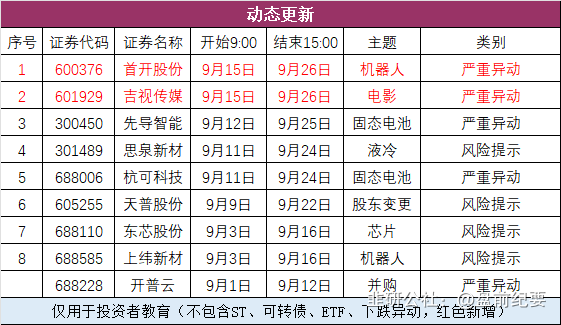 动态更新
序号 证券代码 证券名称 开始9:00 结束15:00 主题 类别
1 600376 首开股份 9月15日 9月26日 机器人 严重异动
2 601929 吉视传媒 9月15日 9月26日 电影 严重异动
3 300450 先导智能 9月12日 9月25日 固态电池 严重异动
4 301489 思泉新材 9月11日 9月24日 液冷 风险提示
5 688006 杭可科技 9月11日 9月24日 固态电池 严重异动
6 605255 天普股份 9月9日 9月22日 股东变更 风险提示
7 688110 东芯股份 9月3日 9月16日 芯片 风险提示
8 688585 上纬新材 9月3日 9月16日 机器人 风险提示
688228 开普云 9月1日 9月12日 并购 严重异动
仅用于投资者教育（不包含ST、可转债、ETF、下跌异动，红色新增）
韭研公社：@盘前纪要